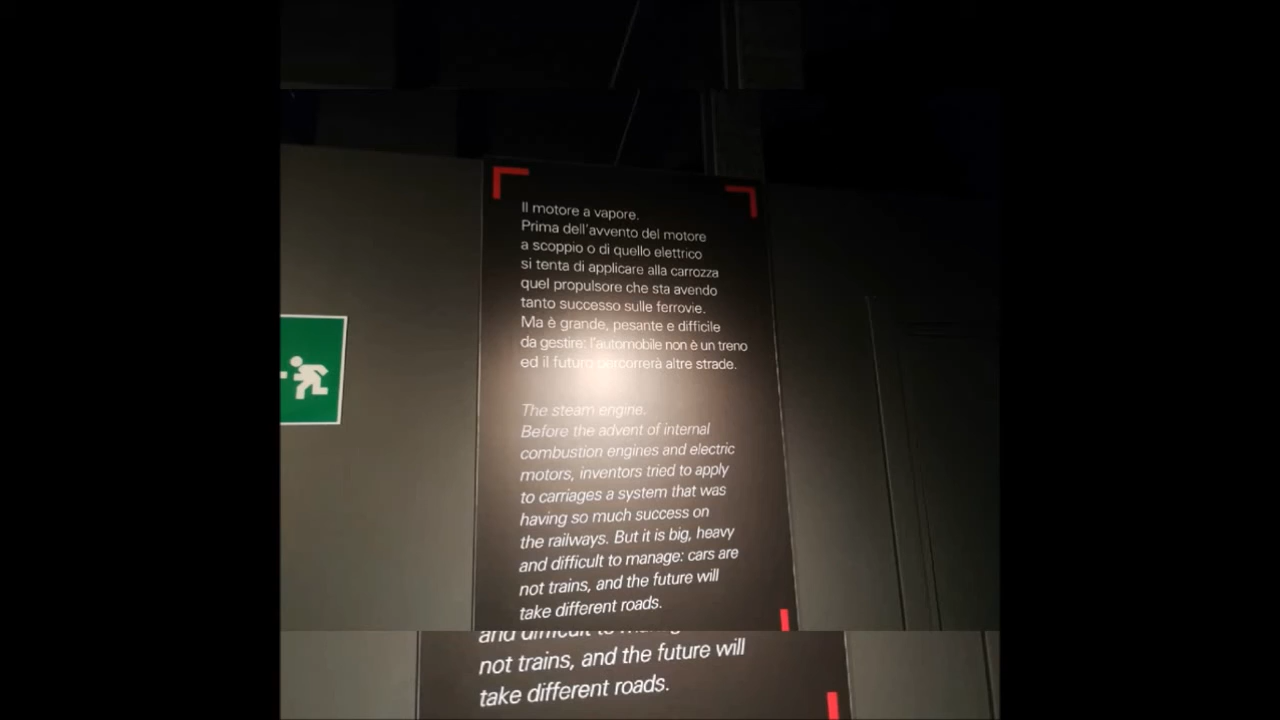 Il motore a vapore.
Prima dell'avvento del motore
a scoppio o di quello elettrico
si tenta di applicare alla carrozza
quel propulsore che sta avendo
tanto successo sulle ferrovie.
Ma è grande, pesante e difficile
da gestire: l'automobile non è un treno
ed il futuro percorrerà altre strade.
The steam engine.
Before the advent of internal
combustion engines and electric
motors, inventors tried to apply
to carriages a system that was
having so much success on
the railways. But it is big, heavy
and difficult to manage: cars are
not trains, and the future will
take different roads.
and difficult to
not trains, and the future will
take different roads.